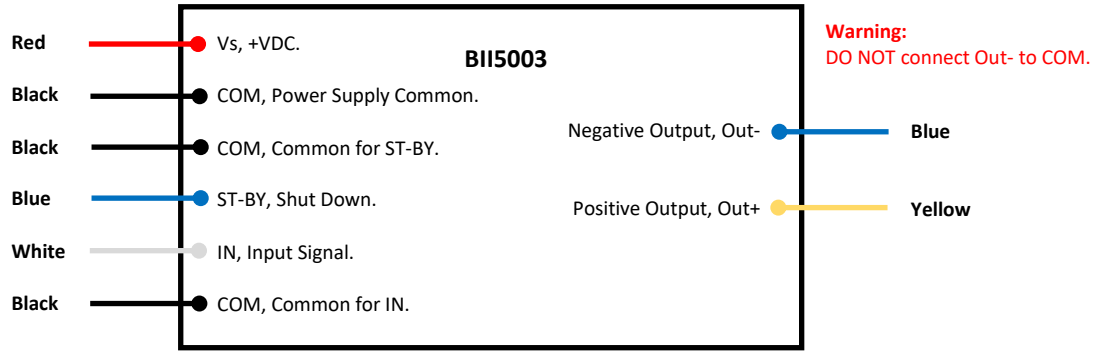 Red
Vs, +VDC.
BII5003
Warning:
DO NOT connect Out- to COM.
Black
COM, Power Supply Common.
Black
COM, Common for ST-BY.
Negative Output, Out-
Blue
Blue
ST-BY, Shut Down.
Positive Output, Out+
Yellow
White
IN, Input Signal.
Black
COM, Common for IN.